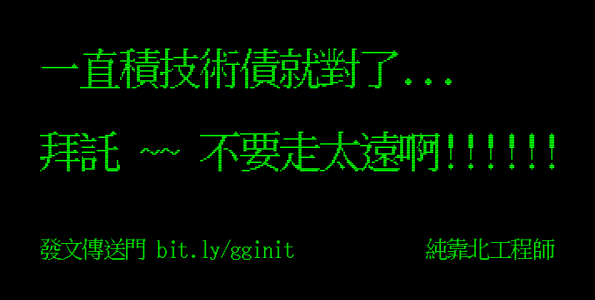 一直積技術債就對了...
拜託 ~~ 不要走太遠啊!!!!!!
發文傳送門 bit.ly/gginit 純靠北工程師